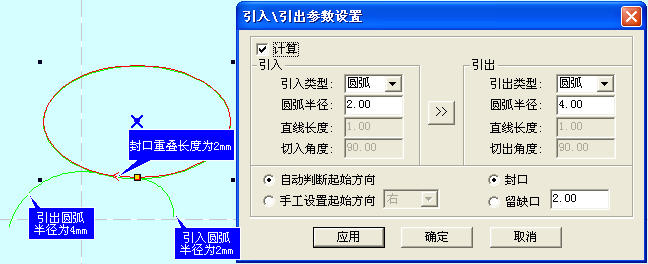 引入\引出参数设置
计算
引入
引出
引入类型:
圆弧
引出类型:
圆弧
圆弧半径:
2.00
圆弧半径:
4.00
直线长度:
1.00
直线长度:
1.00
切入角度:
90.00
切出角度:
90.00
>>
自动判断起始方向
封口
手工设置起始方向
右
留缺口
2.00
应用
确定
取消
封口重叠长度为2mm
引出圆弧
半径为4mm
引入圆弧
半径为2mm